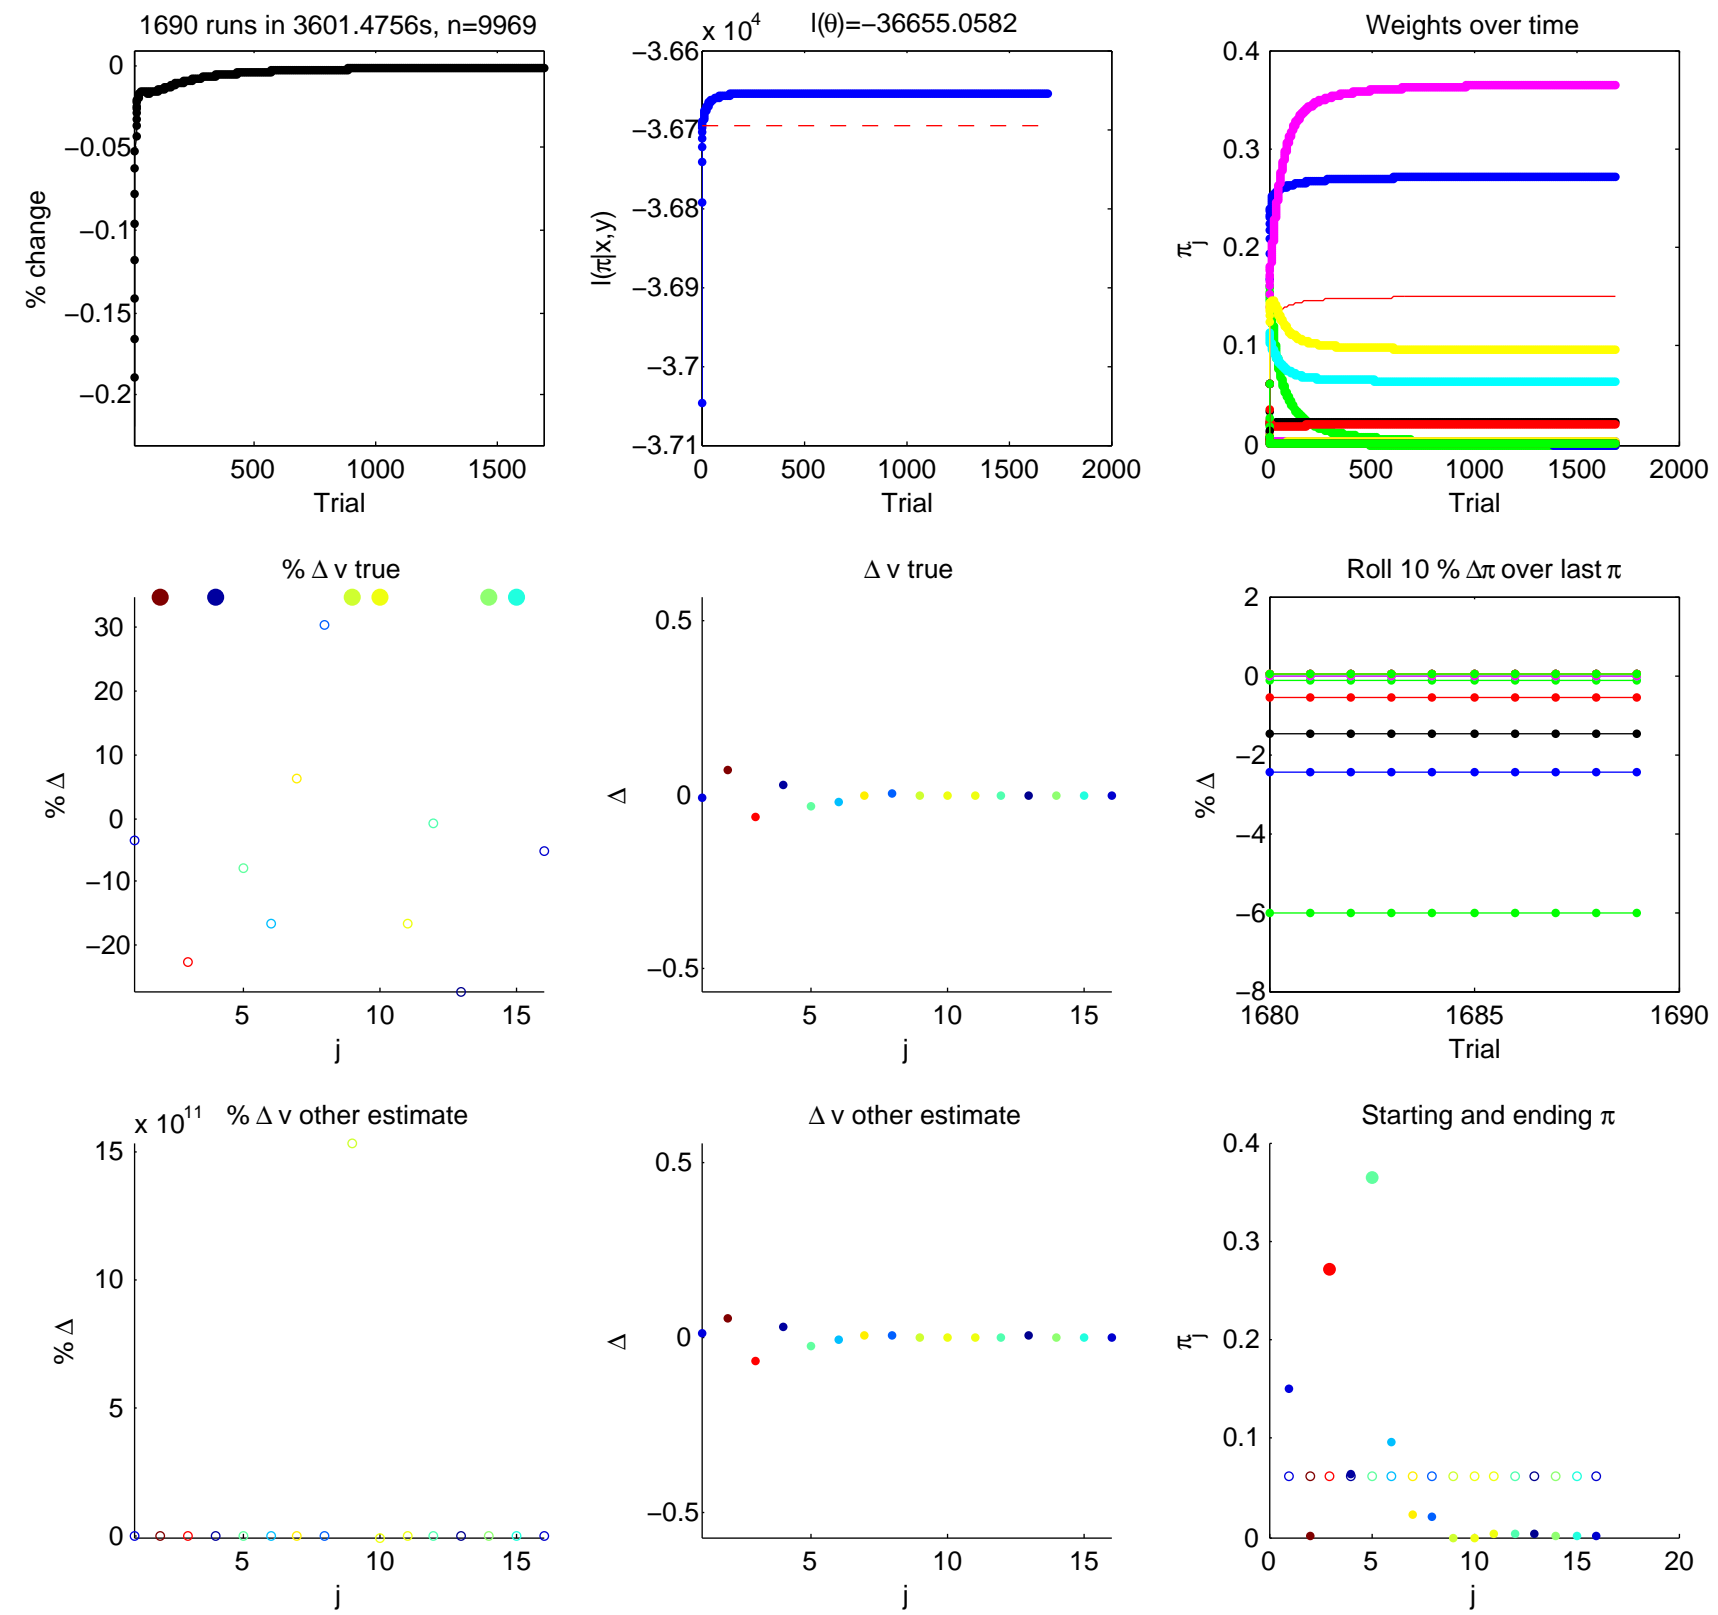 1690 runs in 3601.4756s, n=9969
0
−0.05
−0.1
−0.15
−0.2
% change
500
1000
1500
Trial
x 10^4
l(θ)=−36655.0582
−3.66
−3.67
−3.68
−3.69
−3.7
−3.71
l(π|x,y)
0
500
1000
1500
2000
Trial
Weights over time
0.4
0.3
0.2
0.1
0
π_j
0
500
1000
1500
2000
Trial
% Δ v true
30
20
10
0
−10
−20
% Δ
5
10
15
j
Δ v true
0.5
0
−0.5
Δ
5
10
15
j
Roll 10 % Δπ over last π
2
0
−2
−4
−6
−8
% Δ
1680
1685
1690
Trial
x 10^11
% Δ v other estimate
15
10
5
0
% Δ
5
10
15
j
Δ v other estimate
0.5
0
−0.5
Δ
5
10
15
j
Starting and ending π
0.4
0.3
0.2
0.1
0
π_j
0
5
10
15
20
j